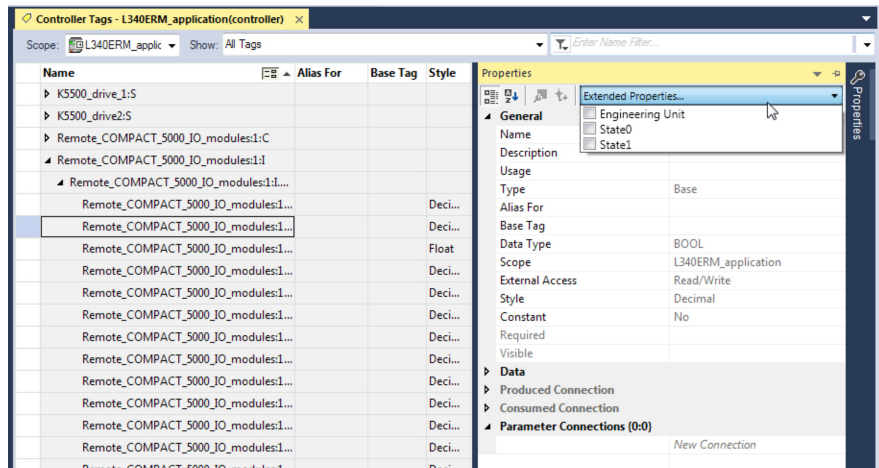 Controller Tags - L340ERM_application(controller) ×
Scope: L340ERM_applic Show: All Tags Enter Name Filter...
Name Alias For Base Tag Style
K5500_drive_1:S
K5500_drive2:S
Remote_COMPACT_5000_IO_modules:1:C
Remote_COMPACT_5000_IO_modules:1:I
Remote_COMPACT_5000_IO_modules:1:I....
Remote_COMPACT_5000_IO_modules:1... Deci...
Remote_COMPACT_5000_IO_modules:1... Deci...
Remote_COMPACT_5000_IO_modules:1... Float
Remote_COMPACT_5000_IO_modules:1... Deci...
Remote_COMPACT_5000_IO_modules:1... Deci...
Remote_COMPACT_5000_IO_modules:1... Deci...
Remote_COMPACT_5000_IO_modules:1... Deci...
Remote_COMPACT_5000_IO_modules:1... Deci...
Remote_COMPACT_5000_IO_modules:1... Deci...
Remote_COMPACT_5000_IO_modules:1... Deci...
Remote_COMPACT_5000_IO_modules:1... Deci...
Remote_COMPACT_5000_IO_modules:1... Deci...
Properties
Extended Properties...
Engineering Unit
State0
State1
General
Name
Description
Usage
Type Base
Alias For
Base Tag
Data Type BOOL
Scope L340ERM_application
External Access Read/Write
Style Decimal
Constant No
Required
Visible
Data
Produced Connection
Consumed Connection
Parameter Connections {0:0}
New Connection
Properties